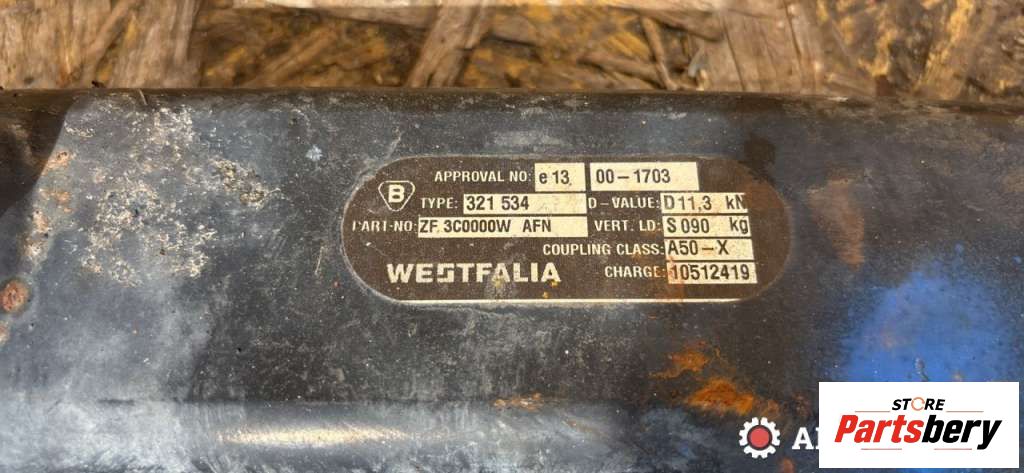 APPROVAL NO: e 13 00-1703
B
TYPE: 321 534 D-VALUE: D 11,3 kN
PART-NO: ZF 3C0000W AFN VERT. LD: S 090 kg
COUPLING CLASS: A50-X
WESTFALIA CHARGE: 10512419
STORE
Partsbery